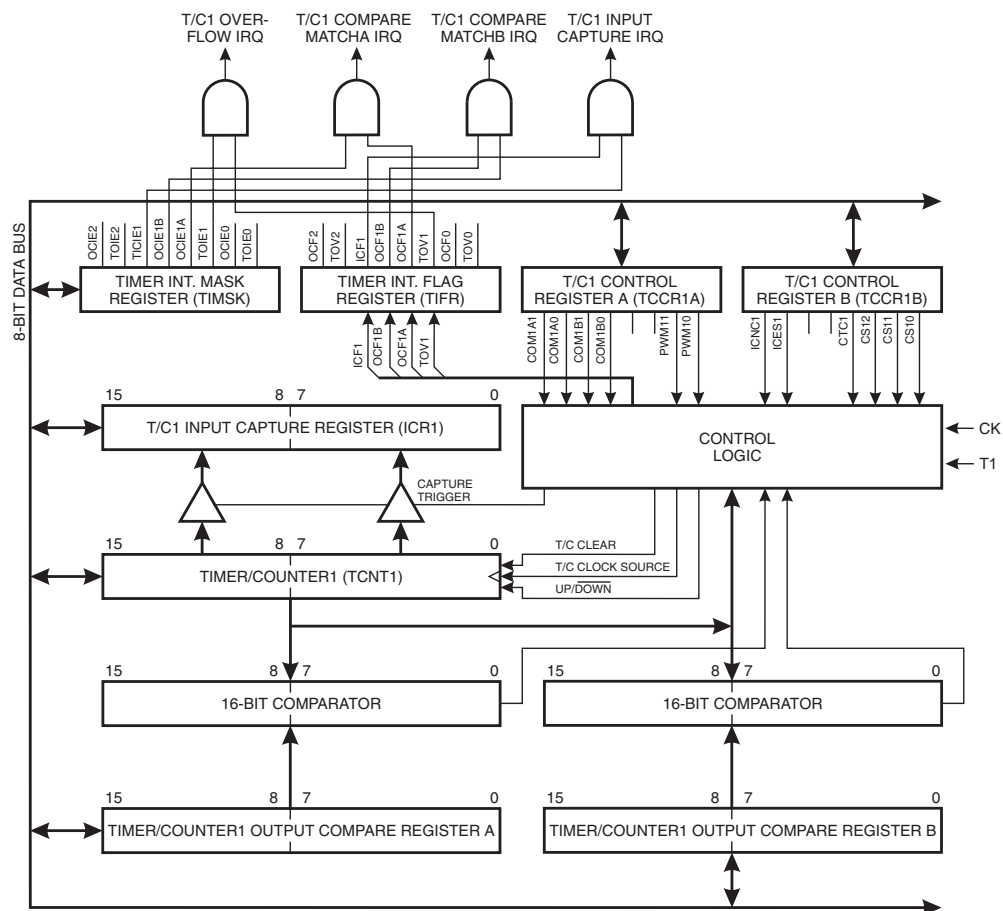 T/C1 OVER-
FLOW IRQ
T/C1 COMPARE
MATCHA IRQ
T/C1 COMPARE
MATCHB IRQ
T/C1 INPUT
CAPTURE IRQ
8-BIT DATA BUS
OCIE2
TOIE2
TICIE1
OCIE1B
OCIE1A
TOIE1
OCIE0
TOIE0
TIMER INT. MASK
REGISTER (TIMSK)
OCF2
TOV2
ICF1
OCF1B
OCF1A
TOV1
OCF0
TOV0
TIMER INT. FLAG
REGISTER (TIFR)
T/C1 CONTROL
REGISTER A (TCCR1A)
T/C1 CONTROL
REGISTER B (TCCR1B)
ICF1
OCF1B
OCF1A
TOV1
COM1A1
COM1A0
COM1B1
COM1B0
PWM11
PWM10
ICNC1
ICES1
CTC1
CS12
CS11
CS10
15 8 7 0
T/C1 INPUT CAPTURE REGISTER (ICR1)
CONTROL
LOGIC
CK
T1
CAPTURE
TRIGGER
15 8 7 0
TIMER/COUNTER1 (TCNT1)
T/C CLEAR
T/C CLOCK SOURCE
UP/DOWN
15 8 7 0
16-BIT COMPARATOR
15 8 7 0
16-BIT COMPARATOR
15 8 7 0
TIMER/COUNTER1 OUTPUT COMPARE REGISTER A
15 8 7 0
TIMER/COUNTER1 OUTPUT COMPARE REGISTER B